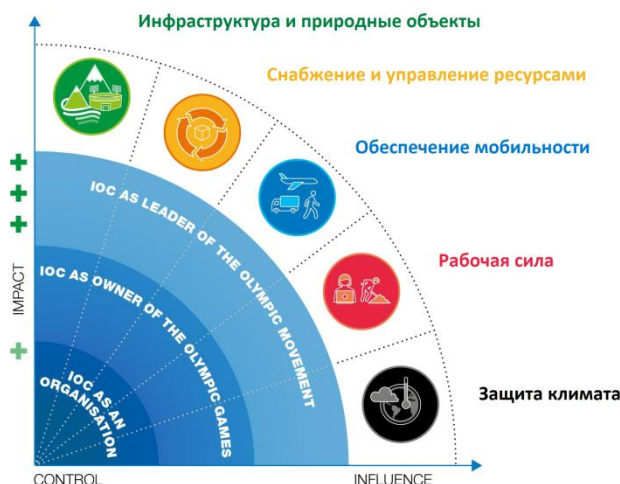 Инфраструктура и природные объекты
Снабжение и управление ресурсами
Обеспечение мобильности
Рабочая сила
Защита климата
IOC AS LEADER OF THE OLYMPIC MOVEMENT
IOC AS OWNER OF THE OLYMPIC GAMES
IOC AS AN
ORGANISATION
IMPACT
+
+
+
+
CONTROL
INFLUENCE